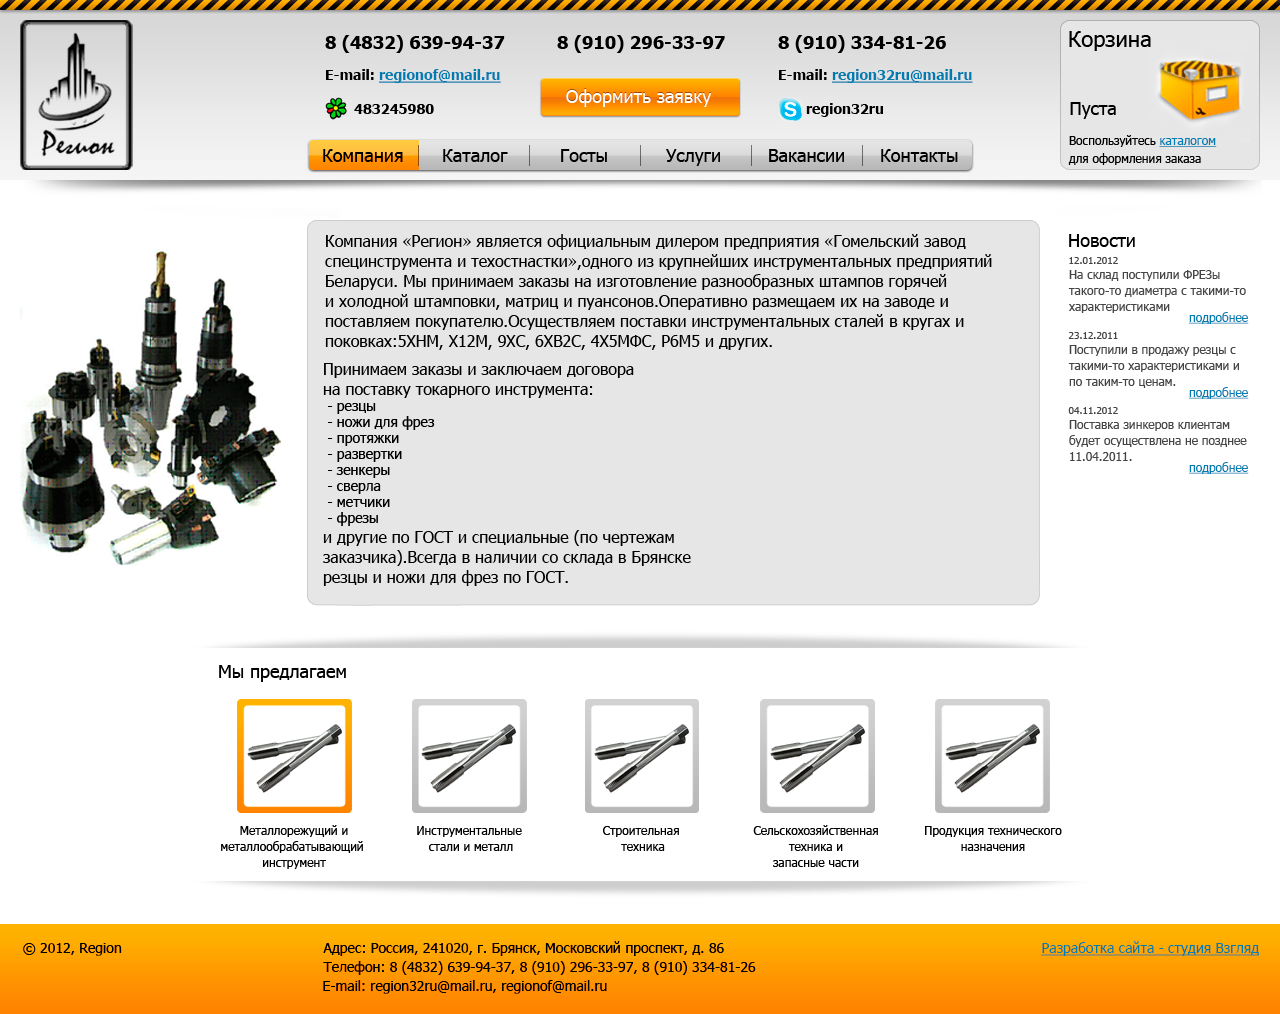 Регион
8 (4832) 639-94-37
8 (910) 296-33-97
8 (910) 334-81-26
E-mail: regionof@mail.ru
E-mail: region32ru@mail.ru
Оформить заявку
483245980
region32ru
Корзина
Пуста
Воспользуйтесь каталогом
для оформления заказа
Компания
Каталог
Госты
Услуги
Вакансии
Контакты
Компания «Регион» является официальным дилером предприятия «Гомельский завод
специнструмента и техостнастки»,одного из крупнейших инструментальных предприятий
Беларуси. Мы принимаем заказы на изготовление разнообразных штампов горячей
и холодной штамповки, матриц и пуансонов.Оперативно размещаем их на заводе и
поставляем покупателю.Осуществляем поставки инструментальных сталей в кругах и
поковках:5ХНМ, Х12М, 9ХС, 6ХВ2С, 4Х5МФС, Р6М5 и других.
Принимаем заказы и заключаем договора
на поставку токарного инструмента:
- резцы
- ножи для фрез
- протяжки
- развертки
- зенкеры
- сверла
- метчики
- фрезы
и другие по ГОСТ и специальные (по чертежам
заказчика).Всегда в наличии со склада в Брянске
резцы и ножи для фрез по ГОСТ.
Новости
12.01.2012
На склад поступили ФРЕЗы
такого-то диаметра с такими-то
характеристиками
подробнее
23.12.2011
Поступили в продажу резцы с
такими-то характеристиками и
по таким-то ценам.
подробнее
04.11.2012
Поставка зинкеров клиентам
будет осуществлена не позднее
11.04.2011.
подробнее
Мы предлагаем
Металлорежущий и
металлообрабатывающий
инструмент
Инструментальные
стали и металл
Строительная
техника
Сельскохозяйственная
техника и
запасные части
Продукция технического
назначения
© 2012, Region
Адрес: Россия, 241020, г. Брянск, Московский проспект, д. 86
Телефон: 8 (4832) 639-94-37, 8 (910) 296-33-97, 8 (910) 334-81-26
E-mail: region32ru@mail.ru, regionof@mail.ru
Разработка сайта - студия Взгляд